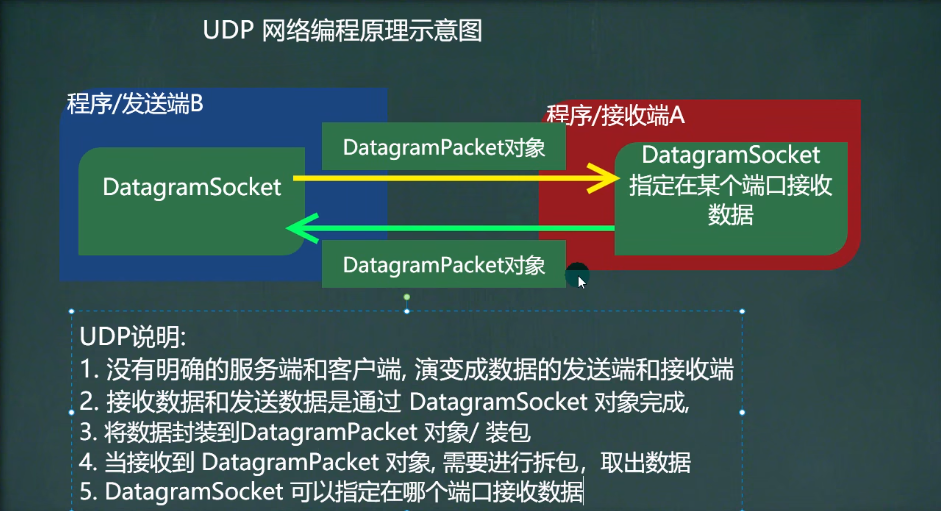 UDP 网络编程原理示意图
程序/发送端B
程序/接收端A
DatagramPacket对象
DatagramSocket
DatagramSocket
指定在某个端口接收
数据
DatagramPacket对象
UDP说明:
1. 没有明确的服务端和客户端, 演变成数据的发送端和接收端
2. 接收数据和发送数据是通过 DatagramSocket 对象完成,
3. 将数据封装到DatagramPacket 对象/ 装包
4. 当接收到 DatagramPacket 对象, 需要进行拆包，取出数据
5. DatagramSocket 可以指定在哪个端口接收数据